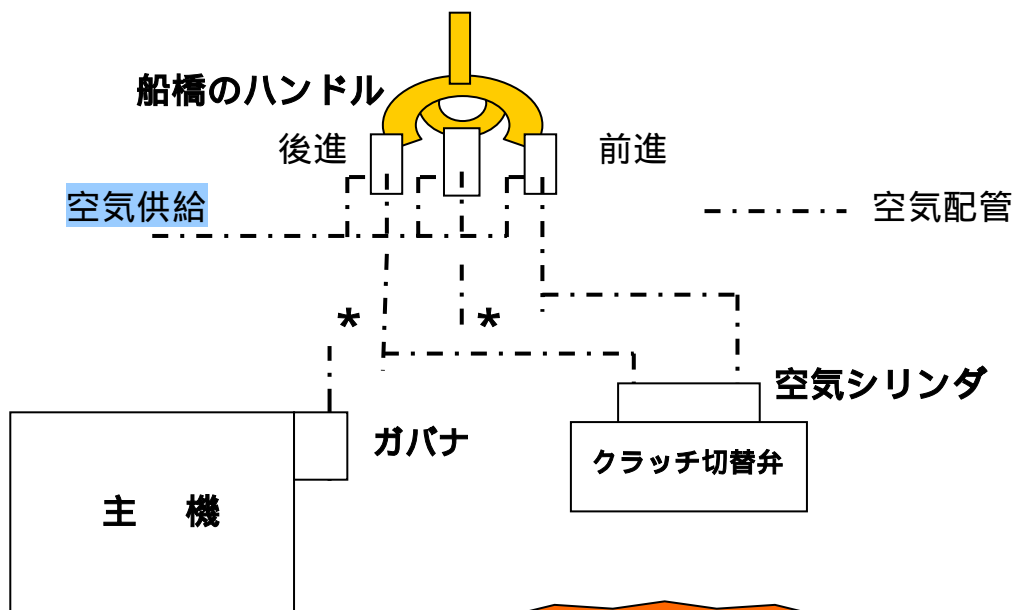 船橋のハンドル
後進
前進
空気供給
空気配管
*
*
空気シリンダ
ガバナ
クラッチ切替弁
主 機